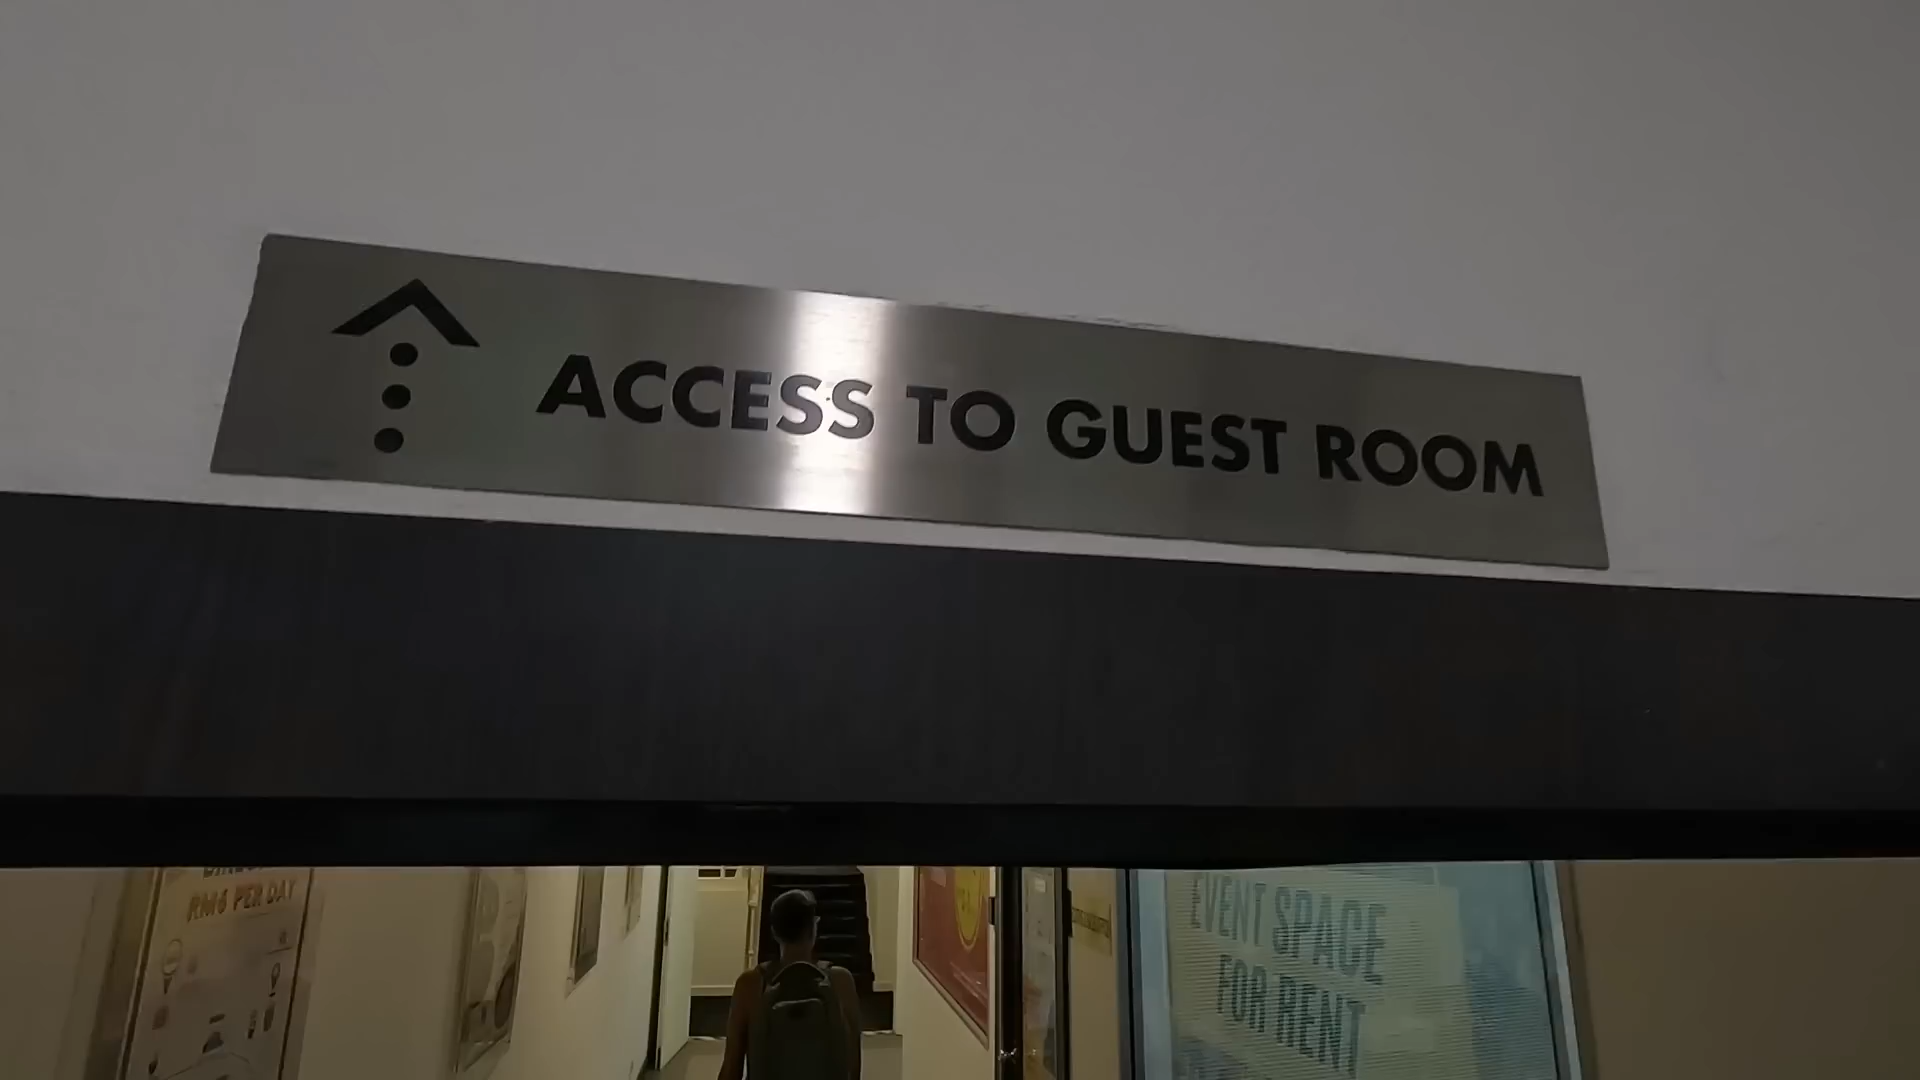 ACCESS TO GUEST ROOM
RM6 PER DAY
EVENT SPACE
FOR RENT